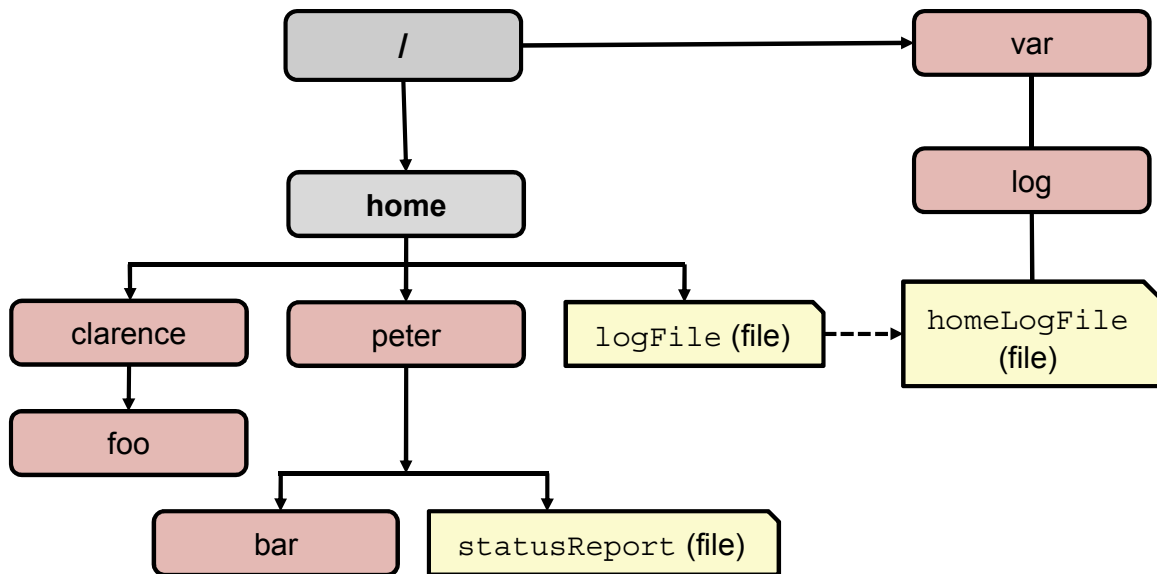 /
var
home
log
clarence
peter
logFile (file)
homeLogFile
(file)
foo
bar
statusReport (file)